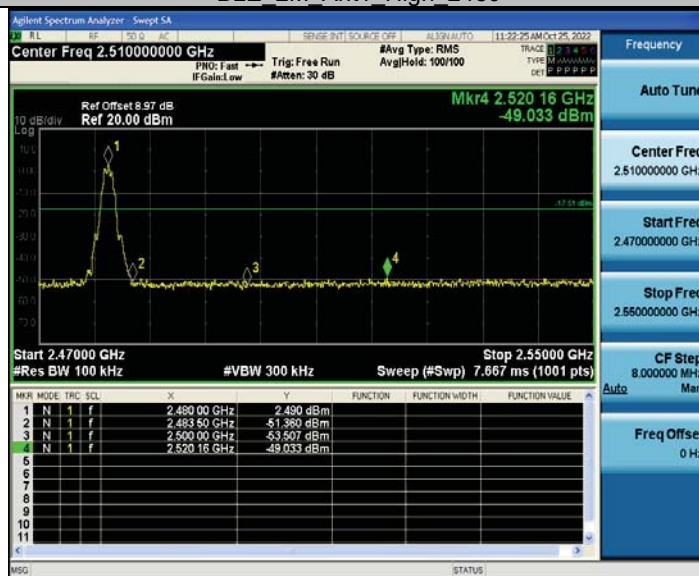 BLE_2M_Ant1_High_2480
Agilent Spectrum Analyzer - Swept SA
RL RF 50 Ω AC SENSE:INT SOURCE OFF ALIGNAUTO 11:22:25 AM Oct 25, 2022
Center Freq 2.510000000 GHz
PNO: Fast
IFGain:Low
Trig: Free Run
#Atten: 30 dB
#Avg Type: RMS
Avg|Hold: 100/100
TRACE 1 2 3 4 5 6
TYPE M
DET P P P P P P
Frequency
Auto Tune
Center Freq
2.510000000 GHz
Start Freq
2.470000000 GHz
Stop Freq
2.550000000 GHz
CF Step
8.000000 MHz
Auto Man
Freq Offset
0 Hz
Mkr4 2.520 16 GHz
-49.033 dBm
Ref Offset 8.97 dB
Ref 20.00 dBm
10 dB/div
Log
10.0
0.00
-10.0
-20.0
-30.0
-40.0
-50.0
-60.0
-70.0
-17.51 dBm
1
2
3
4
Start 2.47000 GHz Stop 2.55000 GHz
#Res BW 100 kHz #VBW 300 kHz Sweep (#Swp) 7.667 ms (1001 pts)
MKR MODE TRC SCL X Y FUNCTION FUNCTION WIDTH FUNCTION VALUE
1 N 1 f 2.480 00 GHz 2.490 dBm
2 N 1 f 2.483 50 GHz -51.360 dBm
3 N 1 f 2.500 00 GHz -53.507 dBm
4 N 1 f 2.520 16 GHz -49.033 dBm
5
6
7
8
9
10
11
MSG STATUS